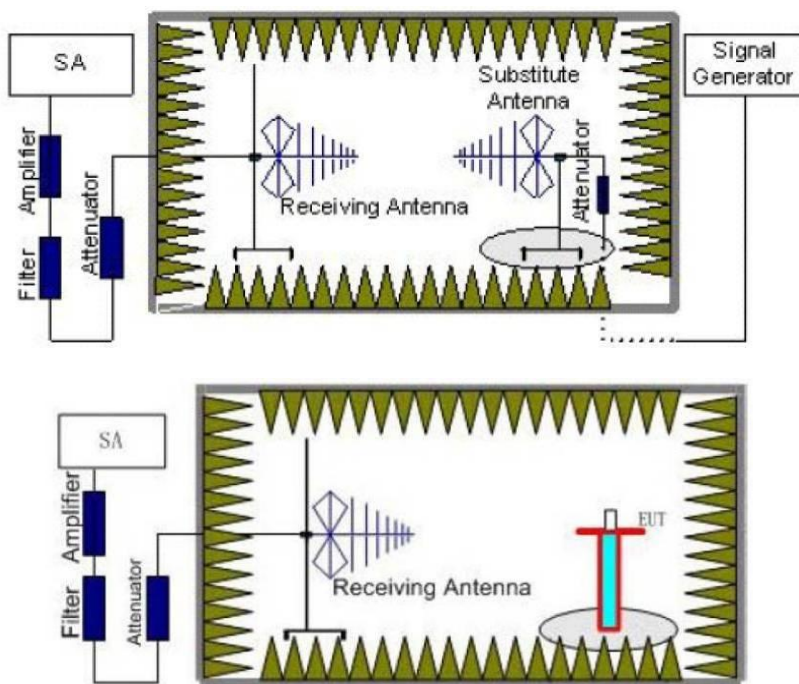 SA
Signal
Generator
Substitute
Antenna
Amplifier
Attenuator
Attenuator
Receiving Antenna
Filter
SA
Amplifier
EUT
Filter
Attenuator
Receiving Antenna